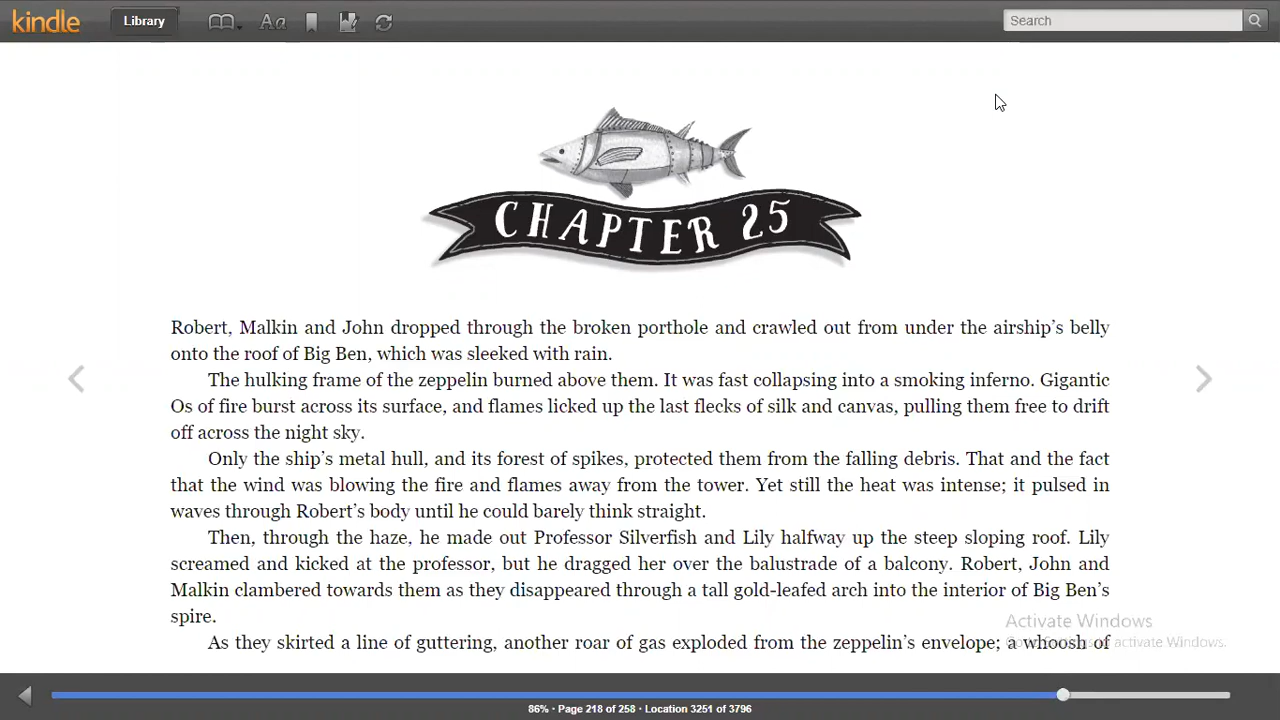 kindle Library Aa Search
CHAPTER 25
Robert, Malkin and John dropped through the broken porthole and crawled out from under the airship’s belly
onto the roof of Big Ben, which was sleeked with rain.
The hulking frame of the zeppelin burned above them. It was fast collapsing into a smoking inferno. Gigantic
Os of fire burst across its surface, and flames licked up the last flecks of silk and canvas, pulling them free to drift
off across the night sky.
Only the ship’s metal hull, and its forest of spikes, protected them from the falling debris. That and the fact
that the wind was blowing the fire and flames away from the tower. Yet still the heat was intense; it pulsed in
waves through Robert’s body until he could barely think straight.
Then, through the haze, he made out Professor Silverfish and Lily halfway up the steep sloping roof. Lily
screamed and kicked at the professor, but he dragged her over the balustrade of a balcony. Robert, John and
Malkin clambered towards them as they disappeared through a tall gold-leafed arch into the interior of Big Ben’s
spire.
Activate Windows
As they skirted a line of guttering, another roar of gas exploded from the zeppelin’s envelope; a whoosh of
activate Windows.
86% · Page 218 of 258 · Location 3251 of 3796